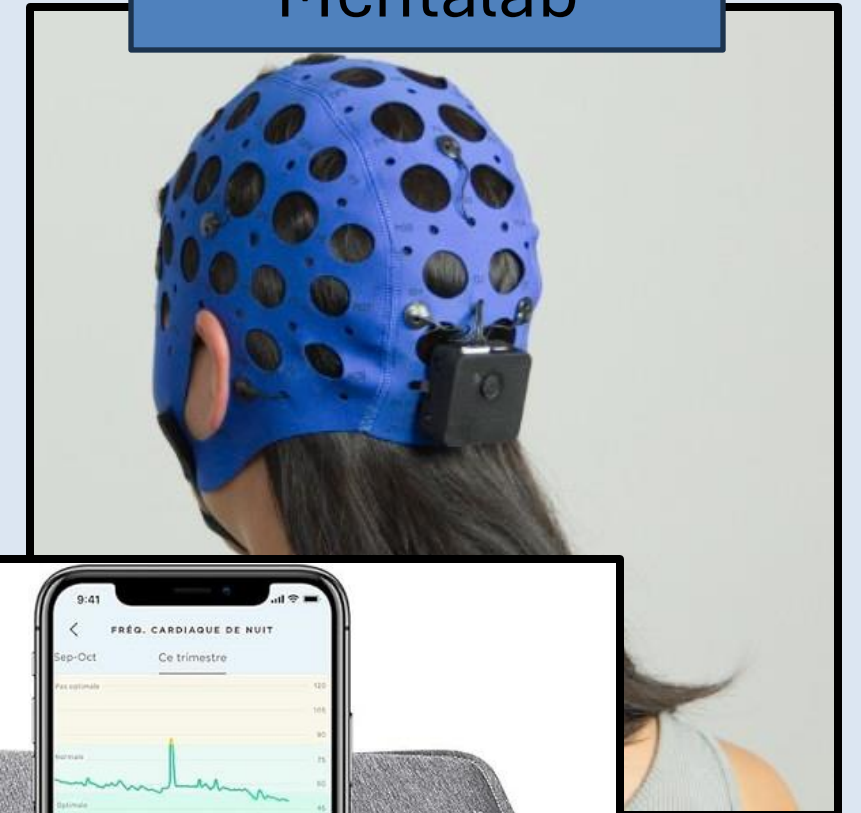 Mentalab
9:41
FRÉQ. CARDIAQUE DE NUIT
Sep-Oct
Ce trimestre
Pas optimale
120
105
90
Normale
75
60
Optimale
45